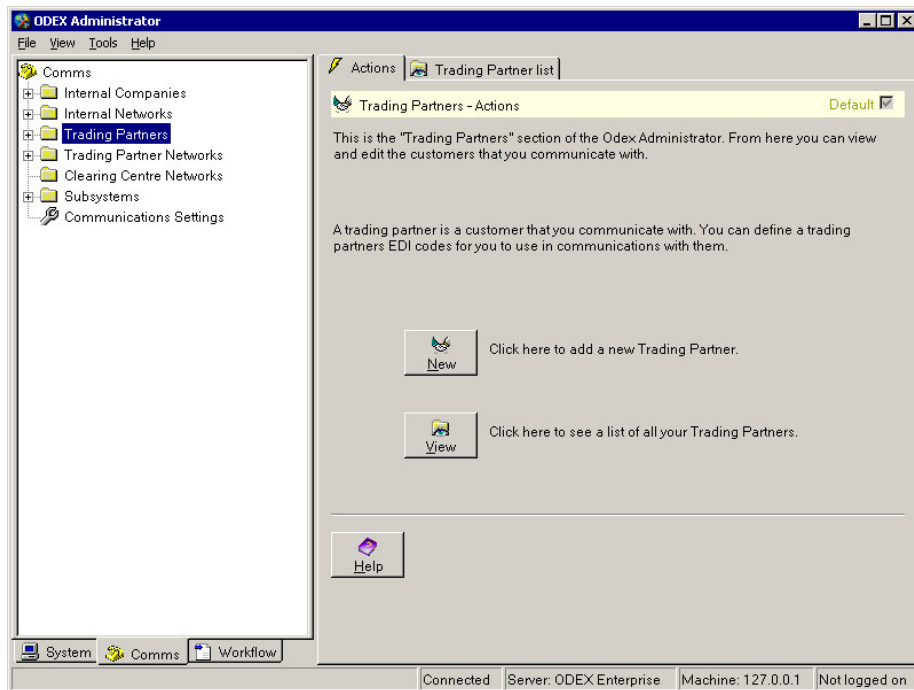 ODEX Administrator
File View Tools Help
Comms
Internal Companies
Internal Networks
Trading Partners
Trading Partner Networks
Clearing Centre Networks
Subsystems
Communications Settings
Actions
Trading Partner list
Trading Partners - Actions
Default
This is the "Trading Partners" section of the Odex Administrator. From here you can view
and edit the customers that you communicate with.
A trading partner is a customer that you communicate with. You can define a trading
partners EDI codes for you to use in communications with them.
New
Click here to add a new Trading Partner.
View
Click here to see a list of all your Trading Partners.
Help
System
Comms
Workflow
Connected
Server: ODEX Enterprise
Machine: 127.0.0.1
Not logged on